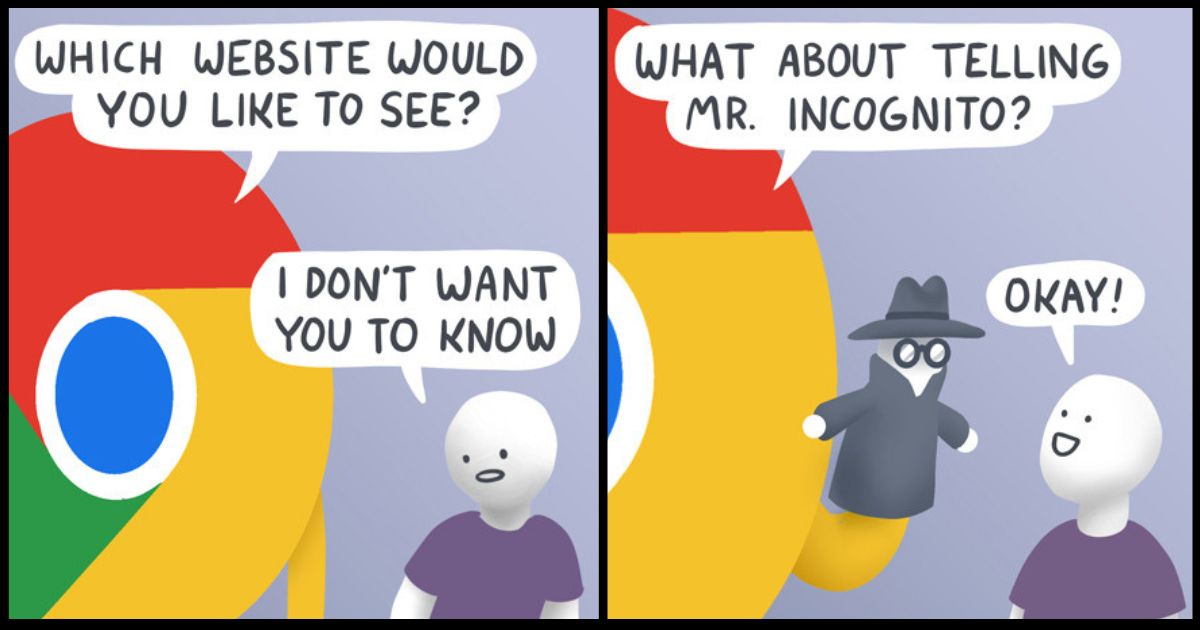 WHICH WEBSITE WOULD
YOU LIKE TO SEE?
I DON'T WANT
YOU TO KNOW
WHAT ABOUT TELLING
MR. INCOGNITO?
OKAY!